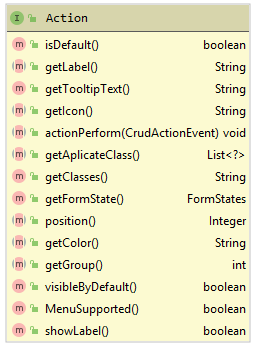 I Action
m isDefault() boolean
m getLabel() String
m getTooltipText() String
m getIcon() String
m actionPerform(CrudActionEvent) void
m getAplicateClass() List<?>
m getClasses() String
m getFormState() FormStates
m position() Integer
m getColor() String
m getGroup() int
m visibleByDefault() boolean
m MenuSupported() boolean
m showLabel() boolean